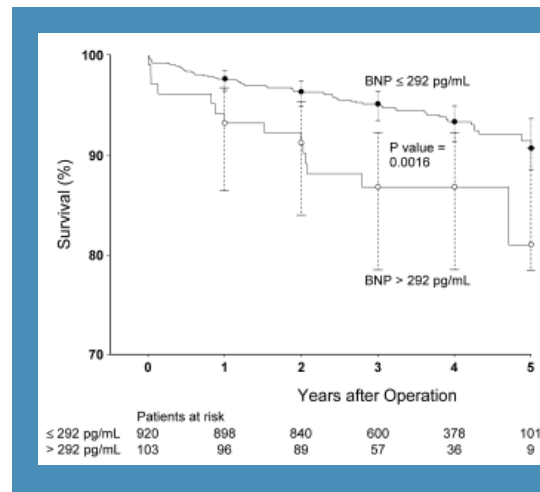 100
90
80
70
Survival (%)
BNP ≤ 292 pg/mL
P value =
0.0016
BNP > 292 pg/mL
0 1 2 3 4 5
Years after Operation
Patients at risk
≤ 292 pg/mL 920 898 840 600 378 101
> 292 pg/mL 103 96 89 57 36 9